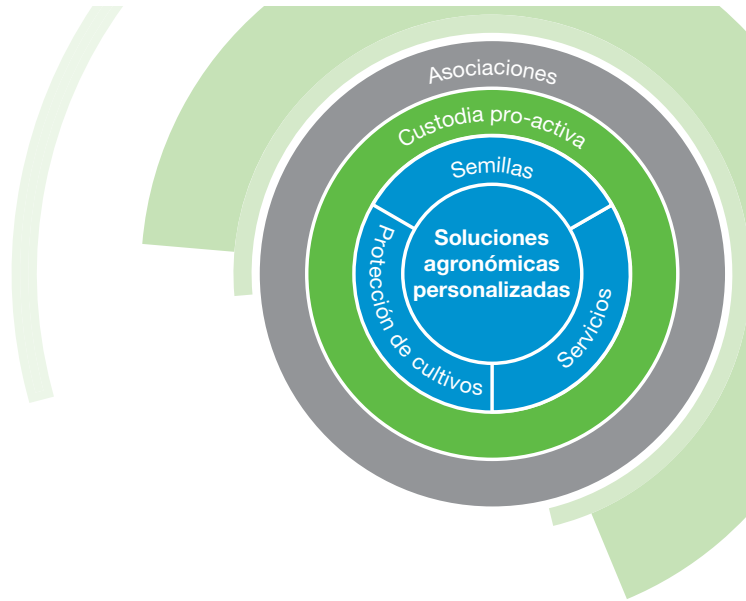 Asociaciones
Custodia pro-activa
Semillas
Protección de cultivos
Servicios
Soluciones
agronómicas
personalizadas